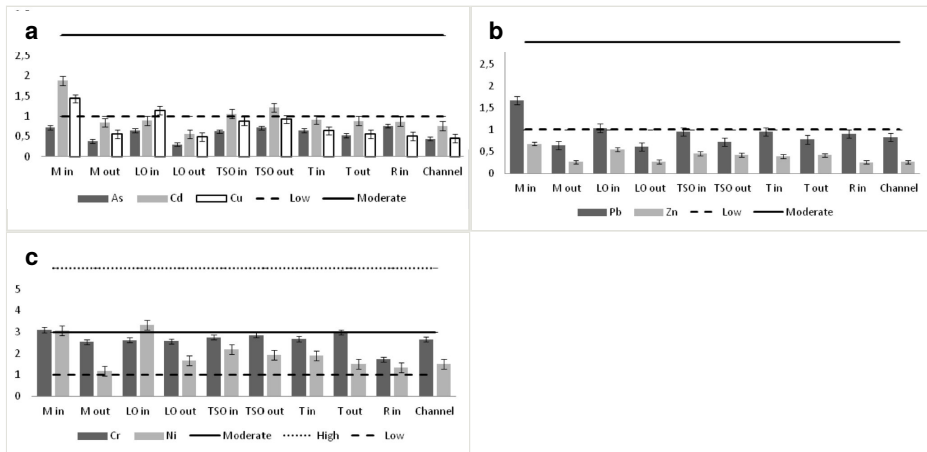 a
2,5
2
1,5
1
0,5
0
M in M out LO in LO out TSO in TSO out T in T out R in Channel
As Cd Cu Low Moderate
b
2,5
2
1,5
1
0,5
0
M in M out LO in LO out TSO in TSO out T in T out R in Channel
Pb Zn Low Moderate
c
5
4
3
2
1
0
M in M out LO in LO out TSO in TSO out T in T out R in Channel
Cr Ni Moderate High Low